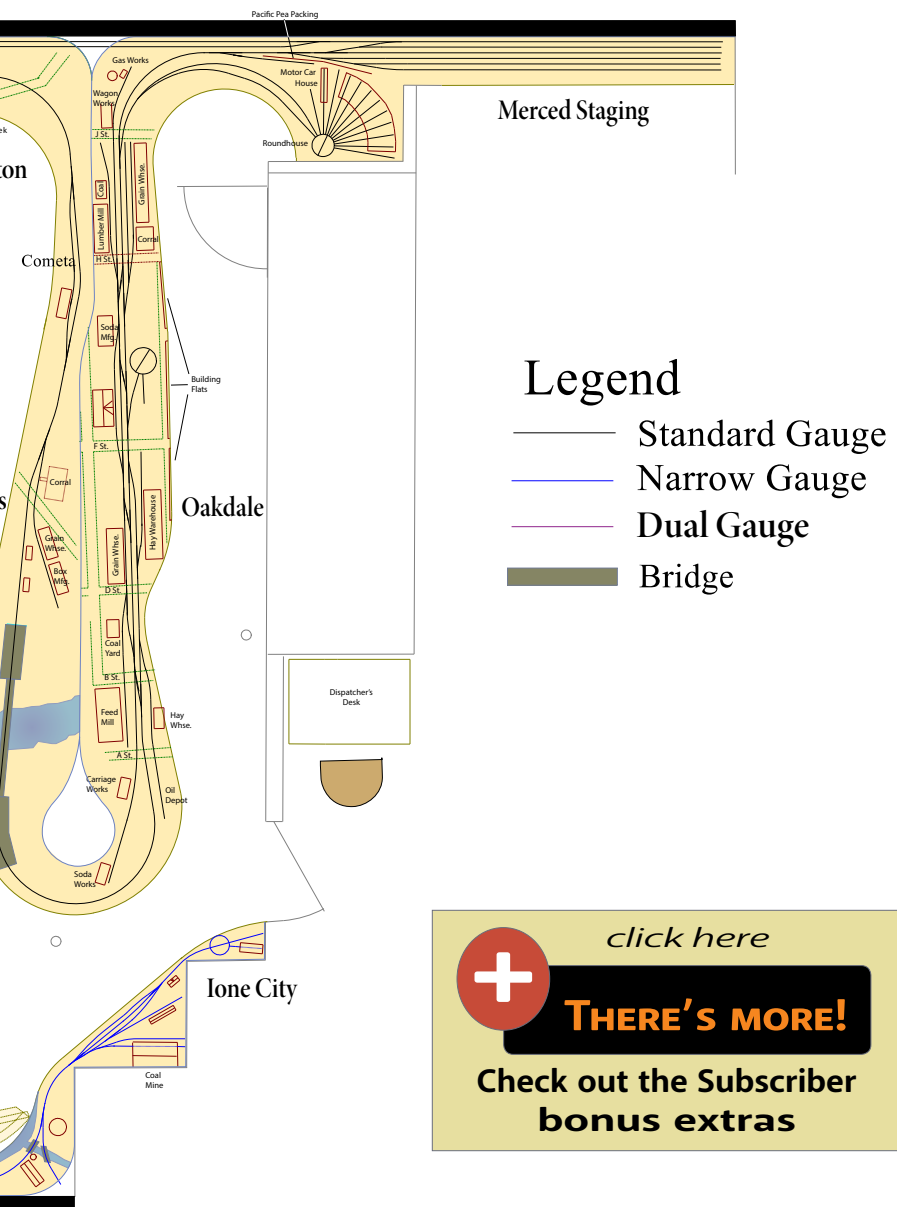 Pacific Pea Packing
Gas Works
Motor Car
House
Wagon
Works
Merced Staging
ek
J St.
Roundhouse
ton
Grain Whse.
Coal
Lumber Mill
Corral
H St.
Cometa
Soda
Mfg.
Building
Flats
Legend
Standard Gauge
Narrow Gauge
Dual Gauge
Bridge
F St.
Corral
s
Oakdale
Hay Warehouse
Grain
Whse.
Grain Whse.
Box
Mfg.
D St.
Coal
Yard
B St.
Dispatcher's
Desk
Feed
Mill
Hay
Whse.
A St.
Carriage
Works
Oil
Depot
Soda
Works
Ione City
Coal
Mine
click here
There's more!
Check out the Subscriber
bonus extras